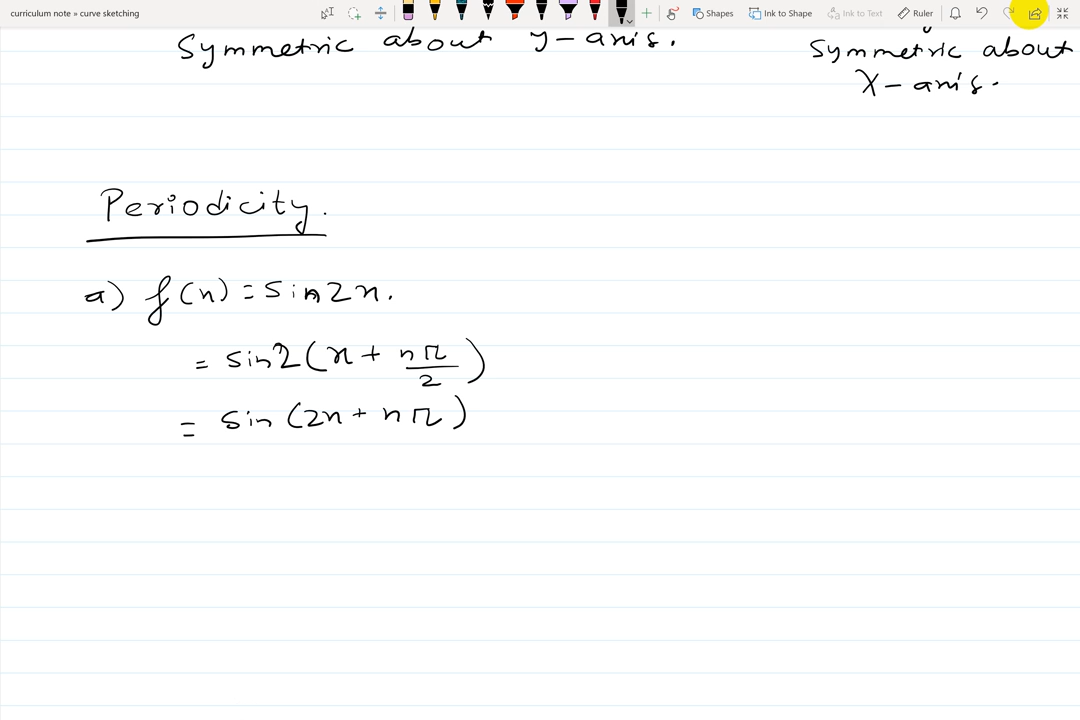 curriculum note » curve sketching
Shapes Ink to Shape Ink to Text Ruler
Symmetric about y-axis.
Symmetric about
X-axis.
Periodicity.
a) f(x) = sin2x.
= sin2(x + nπ/2)
= sin(2x + nπ)